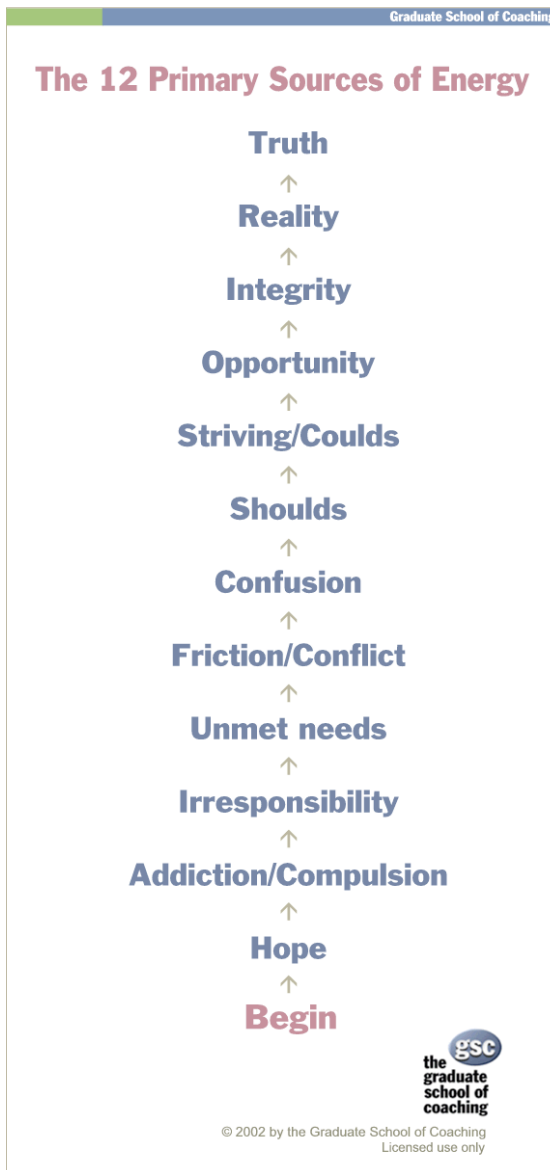 Graduate School of Coaching
The 12 Primary Sources of Energy
Truth
↑
Reality
↑
Integrity
↑
Opportunity
↑
Striving/Coulds
↑
Shoulds
↑
Confusion
↑
Friction/Conflict
↑
Unmet needs
↑
Irresponsibility
↑
Addiction/Compulsion
↑
Hope
↑
Begin
gsc
the
graduate
school of
coaching
© 2002 by the Graduate School of Coaching
Licensed use only